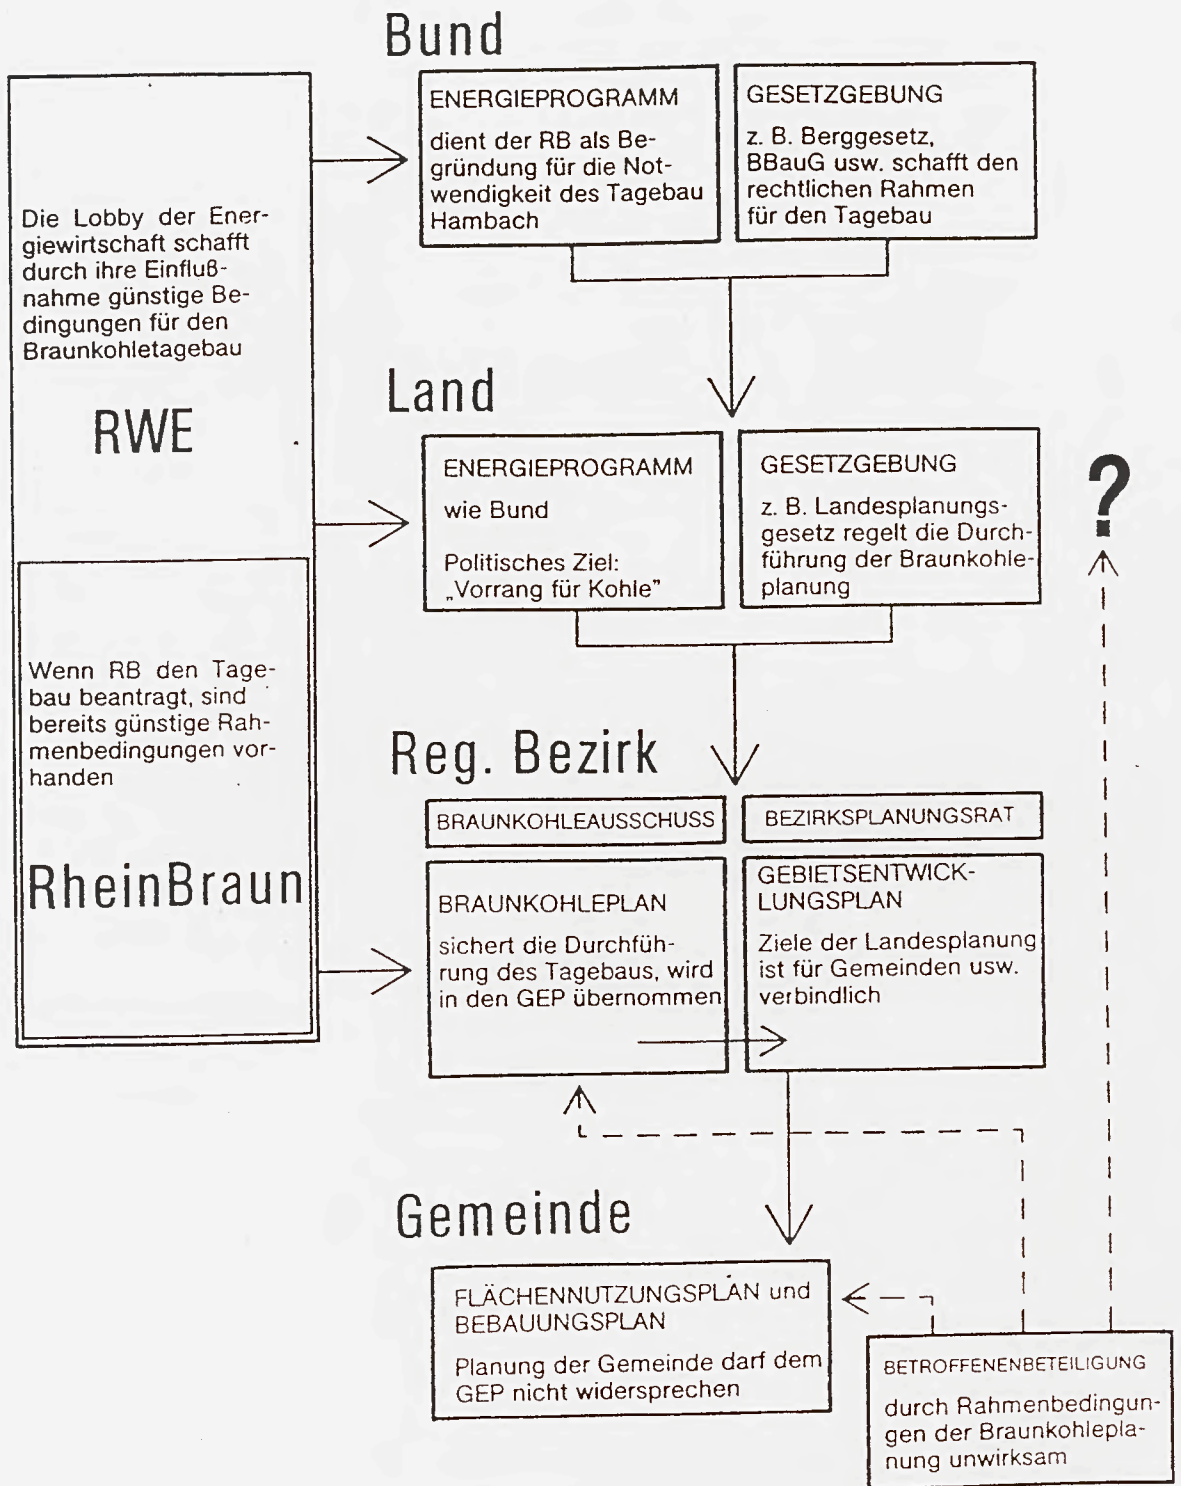 Bund
ENERGIEPROGRAMM
dient der RB als Be-
gründung für die Not-
wendigkeit des Tagebau
Hambach
GESETZGEBUNG
z. B. Berggesetz,
BBauG usw. schafft den
rechtlichen Rahmen
für den Tagebau
Die Lobby der Ener-
giewirtschaft schafft
durch ihre Einfluß-
nahme günstige Be-
dingungen für den
Braunkohletagebau
RWE
Land
ENERGIEPROGRAMM
wie Bund
Politisches Ziel:
„Vorrang für Kohle”
GESETZGEBUNG
z. B. Landesplanungs-
gesetz regelt die Durch-
führung der Braunkohle-
planung
?
Wenn RB den Tage-
bau beantragt, sind
bereits günstige Rah-
menbedingungen vor-
handen
RheinBraun
Reg. Bezirk
BRAUNKOHLEAUSSCHUSS
BEZIRKSPLANUNGSRAT
BRAUNKOHLEPLAN
sichert die Durchfüh-
rung des Tagebaus, wird
in den GEP übernommen
GEBIETSENTWICK-
LUNGSPLAN
Ziele der Landesplanung
ist für Gemeinden usw.
verbindlich
Gemeinde
FLÄCHENNUTZUNGSPLAN und
BEBAUUNGSPLAN
Planung der Gemeinde darf dem
GEP nicht widersprechen
BETROFFENENBETEILIGUNG
durch Rahmenbedingun-
gen der Braunkohlepla-
nung unwirksam